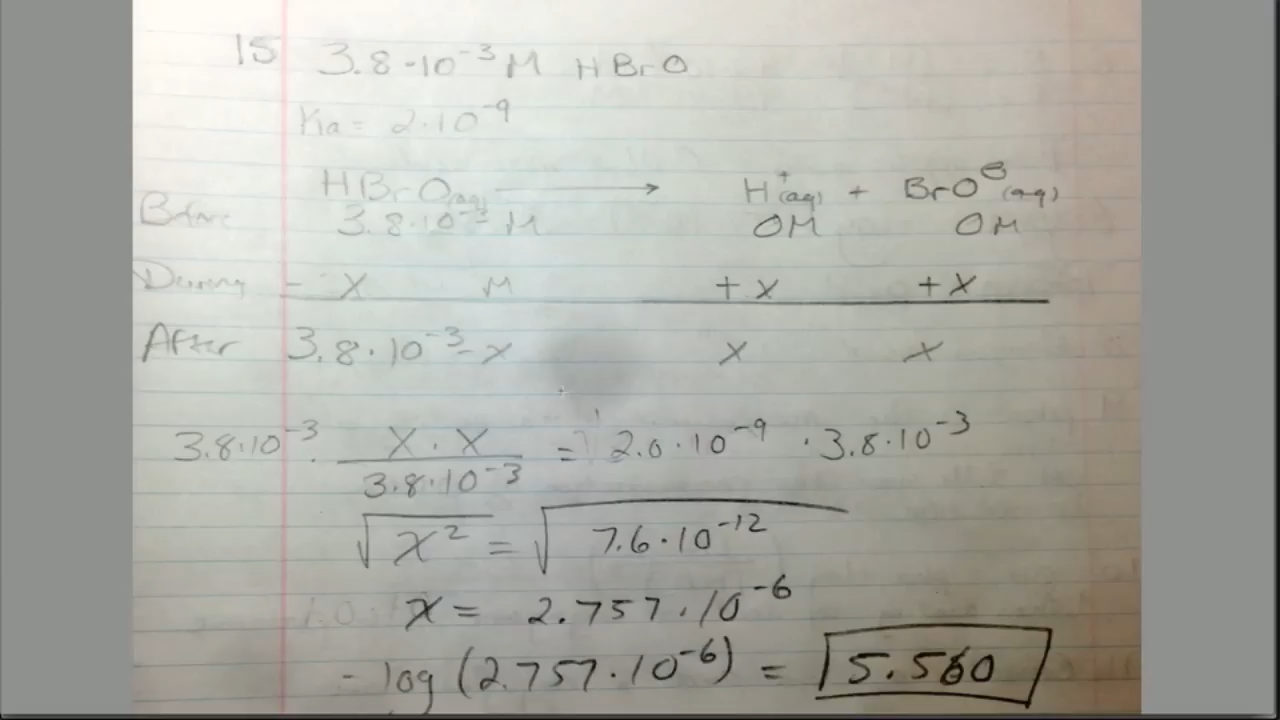 15 3.8·10⁻³ M HBrO
Ka = 2·10⁻⁹
HBrO(aq) → H⁺(aq) + BrO⊖(aq)
Before 3.8·10⁻³ M OM OM
During - X M + X + X
After 3.8·10⁻³ - x x x
3.8·10⁻³ · X · X / 3.8·10⁻³ = 2.0·10⁻⁹ · 3.8·10⁻³
√x² = √7.6·10⁻¹²
x = 2.757·10⁻⁶
- log (2.757·10⁻⁶) = 5.560